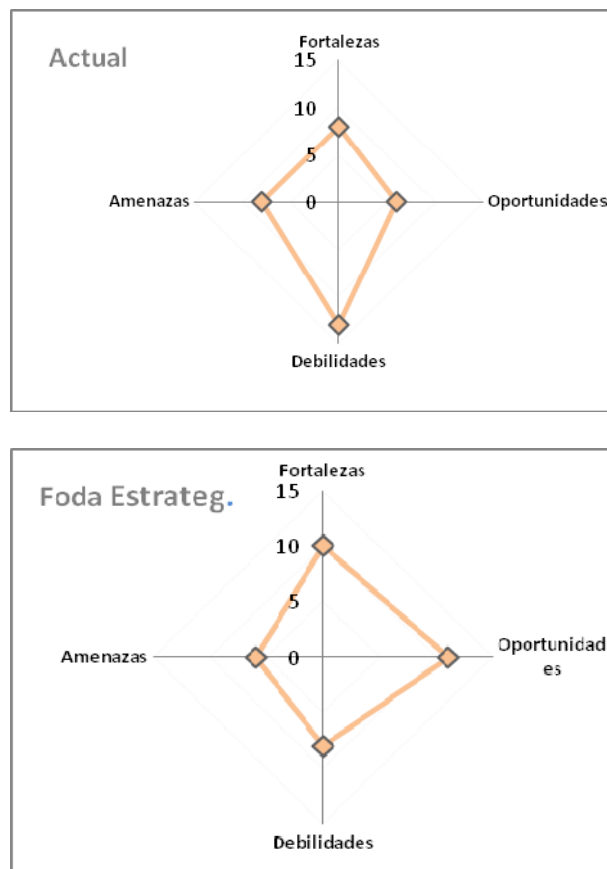 Actual
Fortalezas
15
10
5
0
Amenazas
Oportunidades
Debilidades
Foda Estrateg.
Fortalezas
15
10
5
0
Amenazas
Oportunidad
es
Debilidades